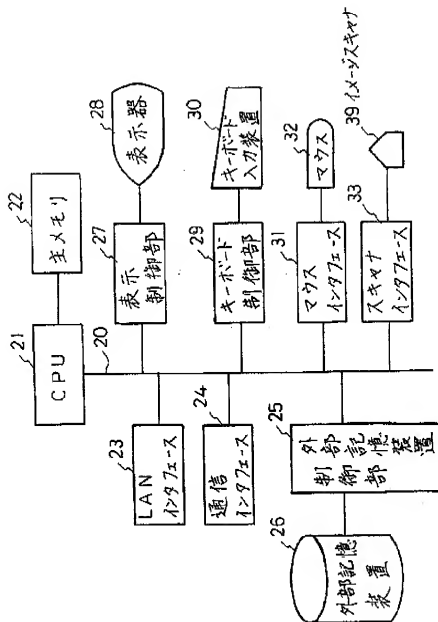 21
CPU
22
主メモリ
20
23
LAN
インタフェース
24
通信
インタフェース
25
外部記憶装置
制御部
26
外部記憶
装置
27
表示
制御部
28
表示器
29
キーボード
制御部
30
キーボード
入力装置
31
マウス
インタフェース
32
マウス
33
スキャナ
インタフェース
39 イメージスキャナ